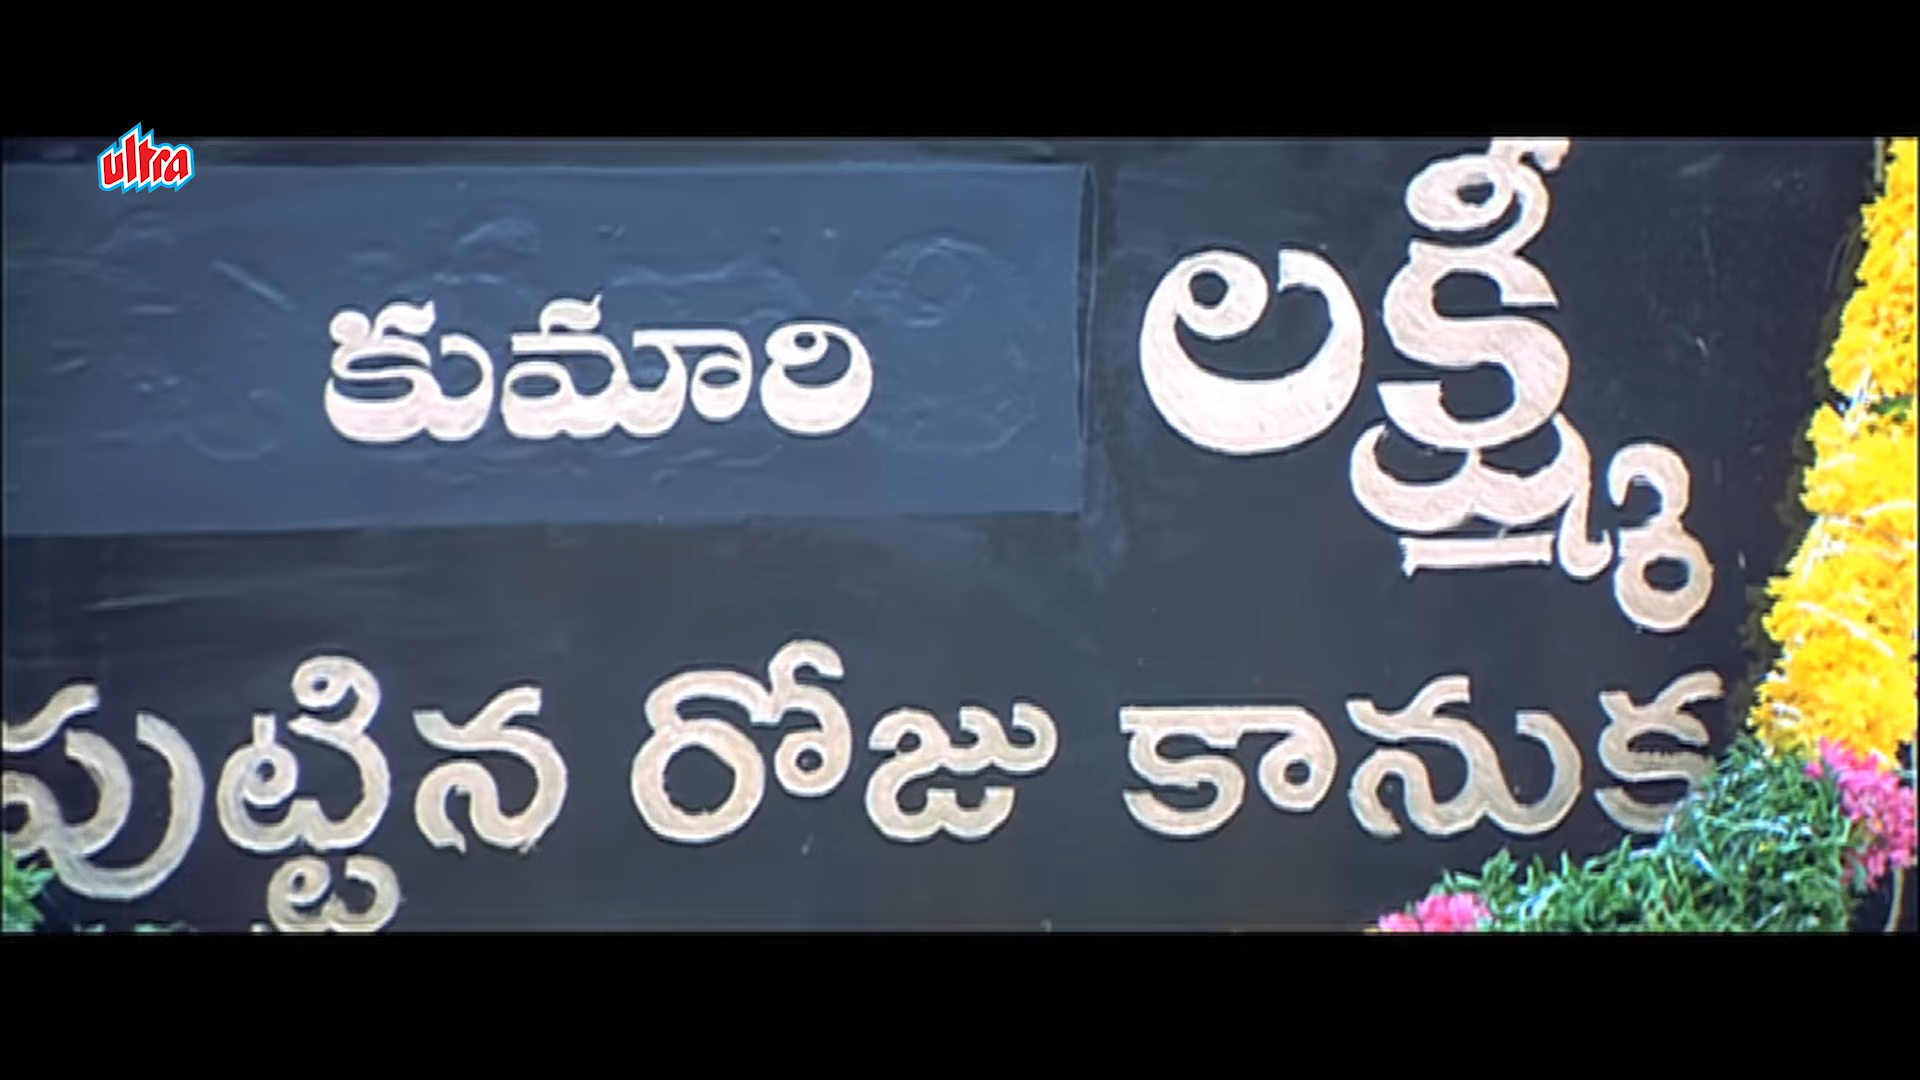 ultra
కుమారి లక్ష్మీ
పుట్టిన రోజు కానుక